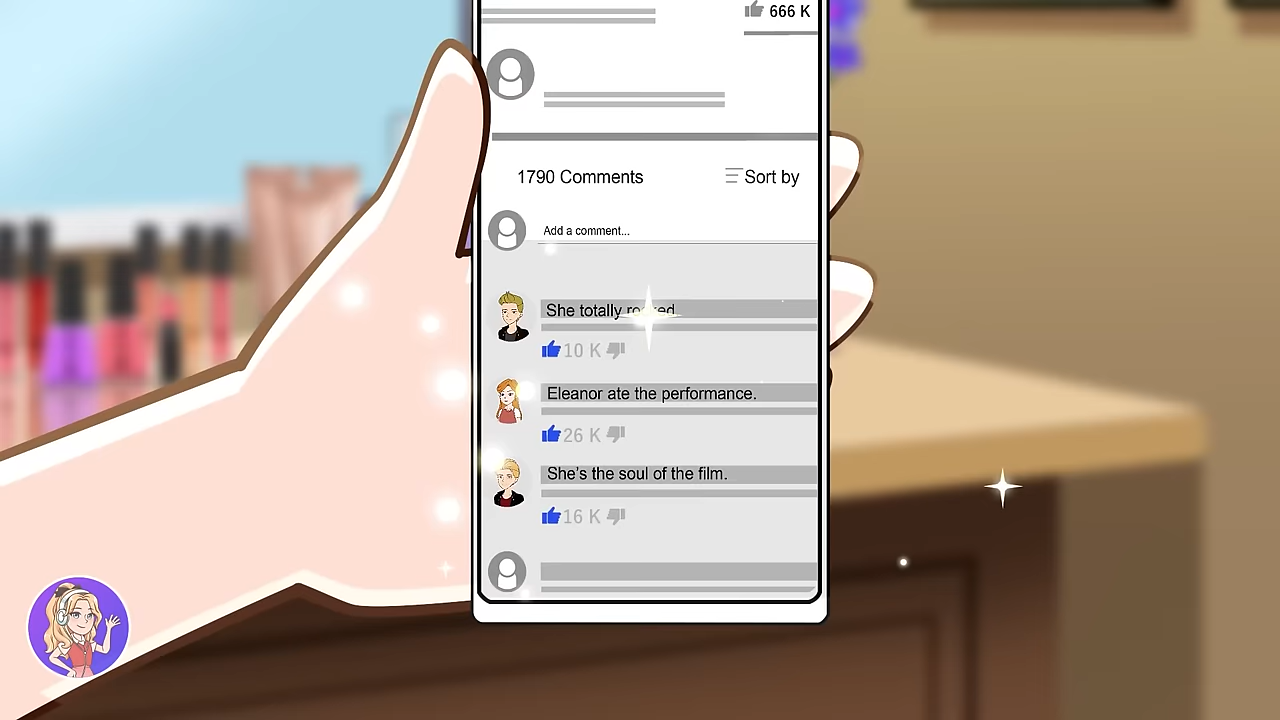 666 K
1790 Comments
Sort by
Add a comment...
She totally rocked
10 K
Eleanor ate the performance.
26 K
She's the soul of the film.
16 K